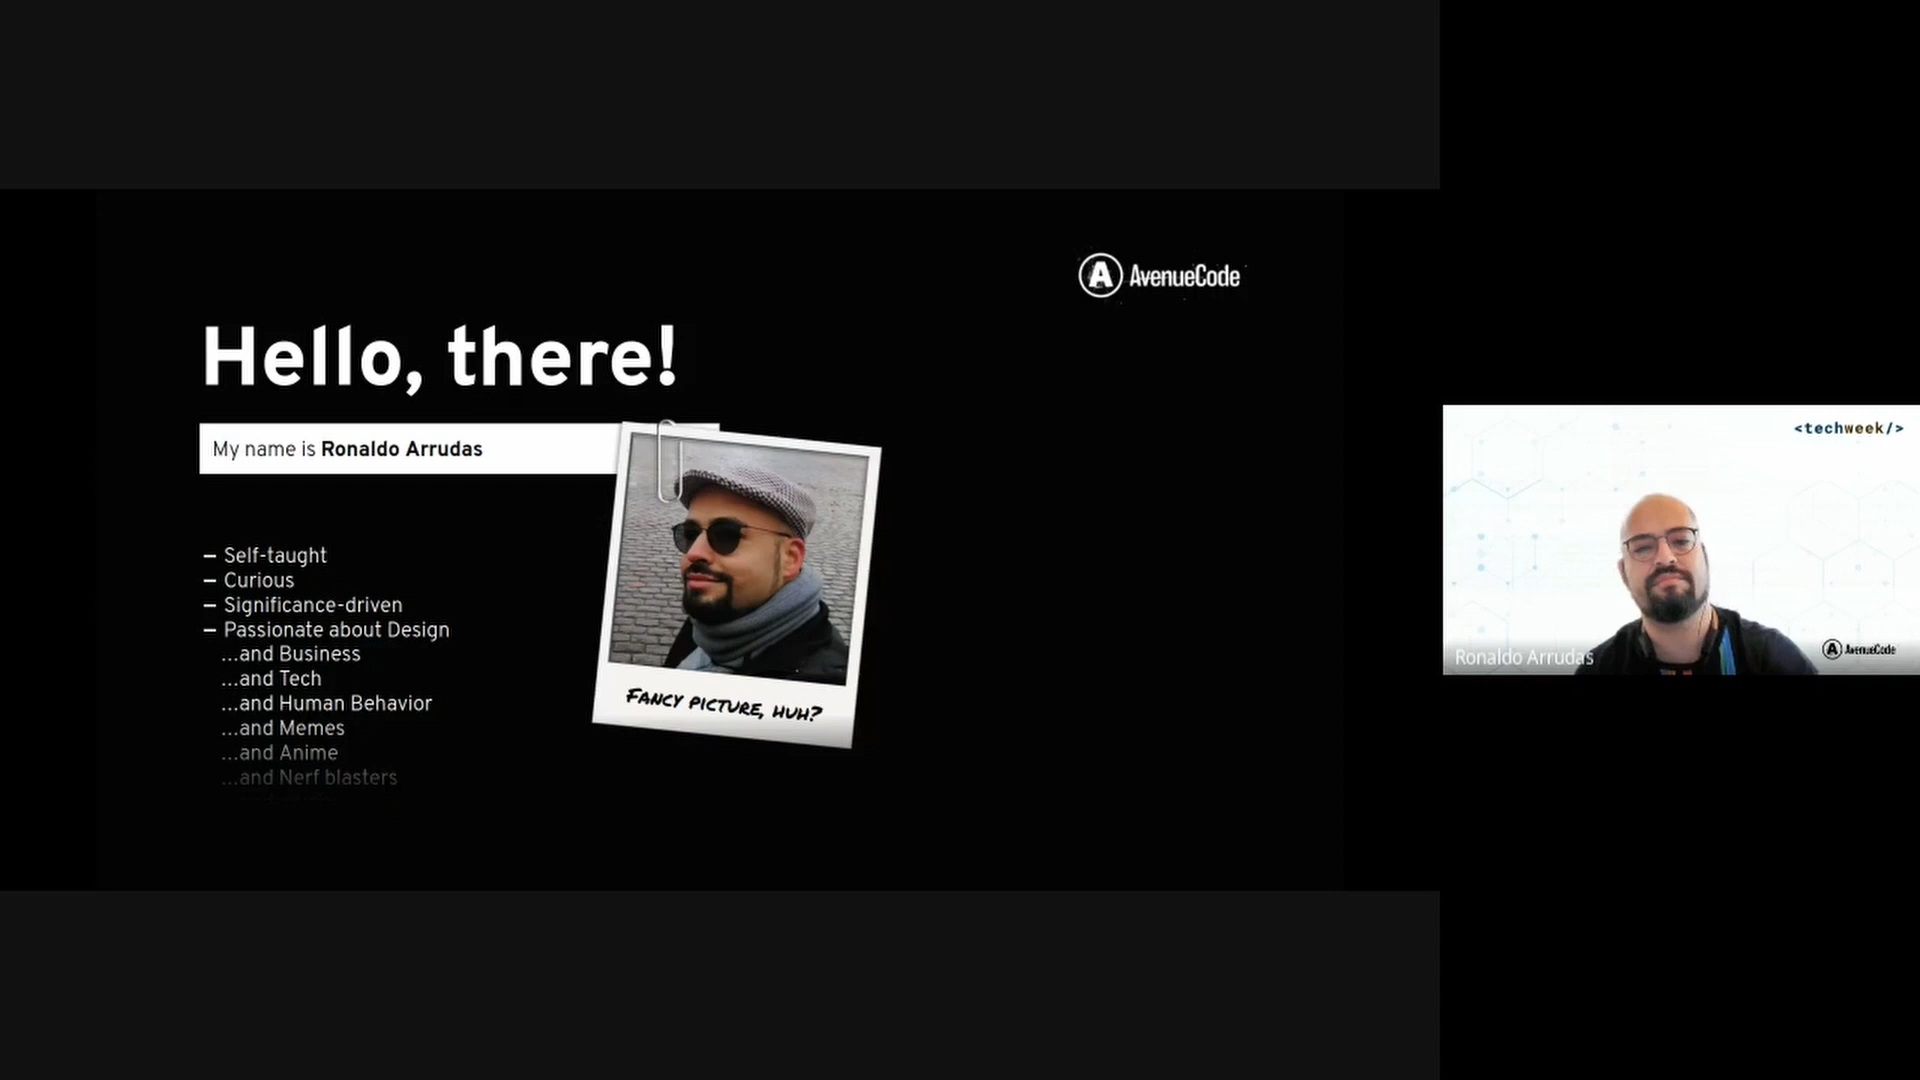 AvenueCode
Hello, there!
My name is Ronaldo Arrudas
— Self-taught
— Curious
— Significance-driven
— Passionate about Design
...and Business
...and Tech
...and Human Behavior
...and Memes
...and Anime
...and Nerf blasters
Fancy picture, huh?
<techweek/>
Ronaldo Arrudas
AvenueCode